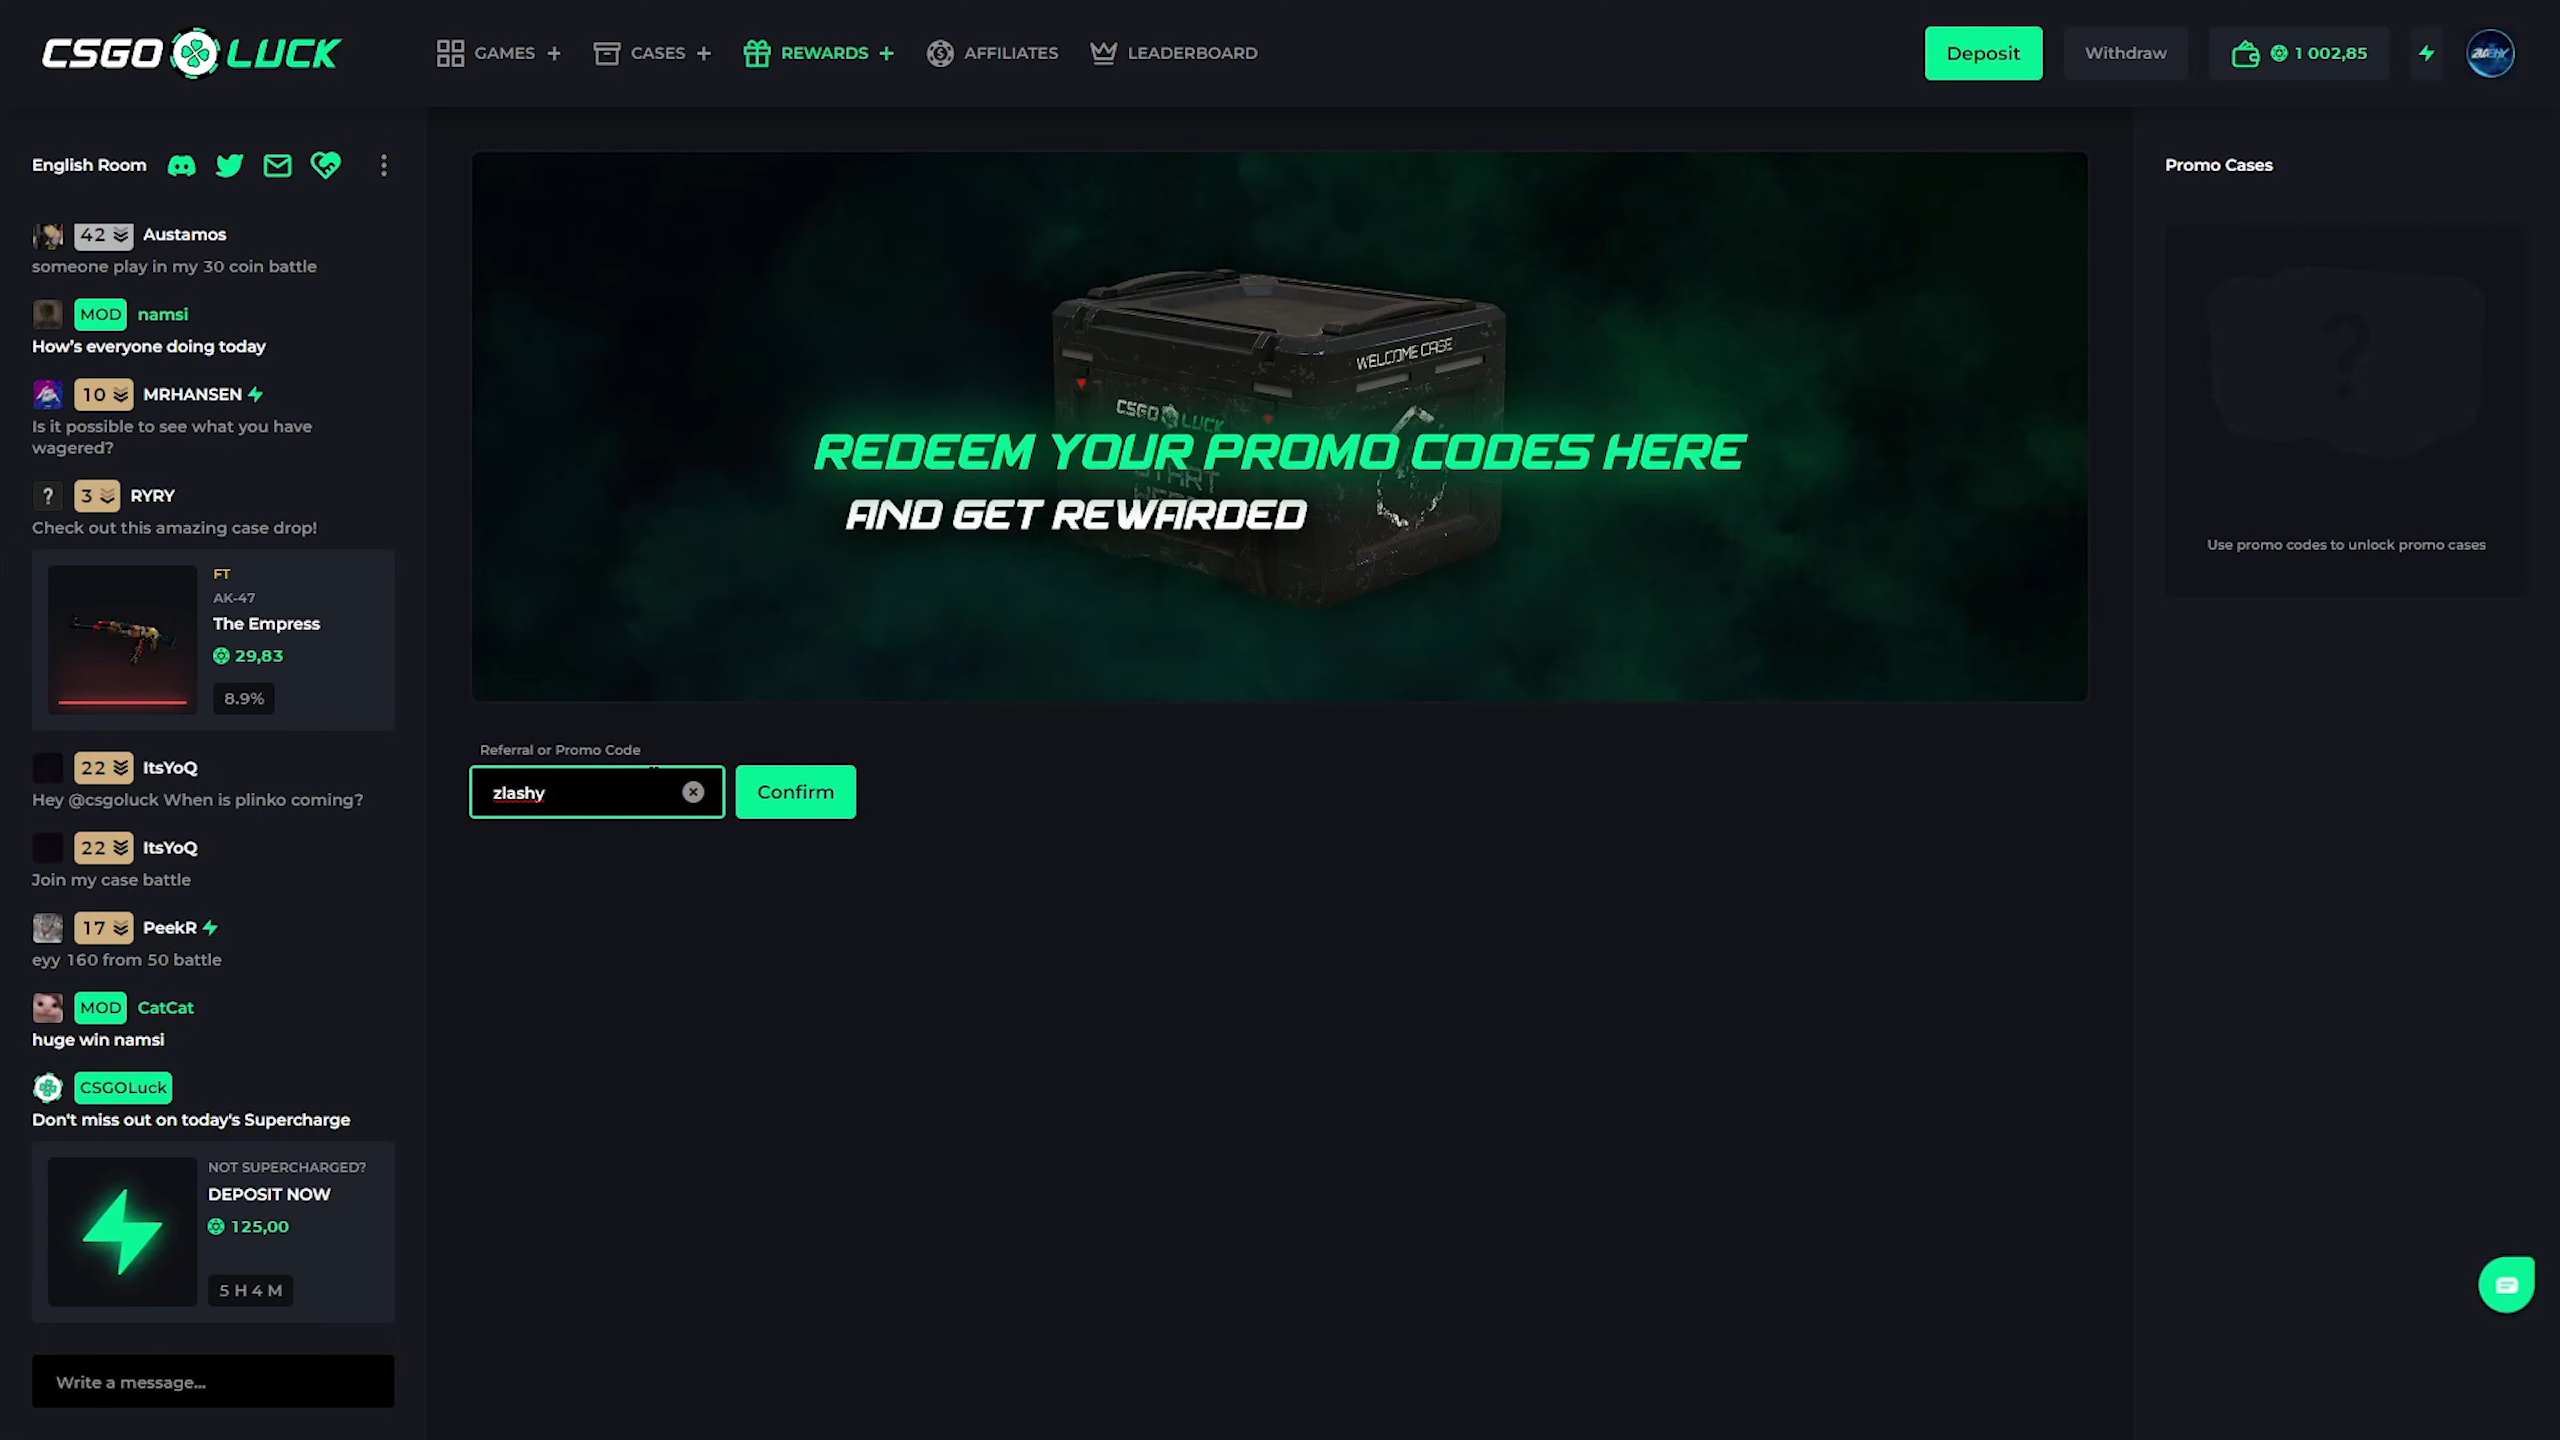 CSGO LUCK
GAMES +
CASES +
REWARDS +
AFFILIATES
LEADERBOARD
Deposit
Withdraw
1 002,85
English Room
42 Austamos
someone play in my 30 coin battle
MOD namsi
How's everyone doing today
10 MRHANSEN
Is it possible to see what you have
wagered?
? 3 RYRY
Check out this amazing case drop!
FT
AK-47
The Empress
29,83
8.9%
22 ItsYoQ
Hey @csgoluck When is plinko coming?
22 ItsYoQ
Join my case battle
17 PeekR
eyy 160 from 50 battle
MOD CatCat
huge win namsi
CSGOLuck
Don't miss out on today's Supercharge
NOT SUPERCHARGED?
DEPOSIT NOW
125,00
5 H 4 M
Write a message...
WELCOME CASE
CSGO LUCK
REDEEM YOUR PROMO CODES HERE
AND GET REWARDED
Referral or Promo Code
zlashy
Confirm
Promo Cases
?
Use promo codes to unlock promo cases